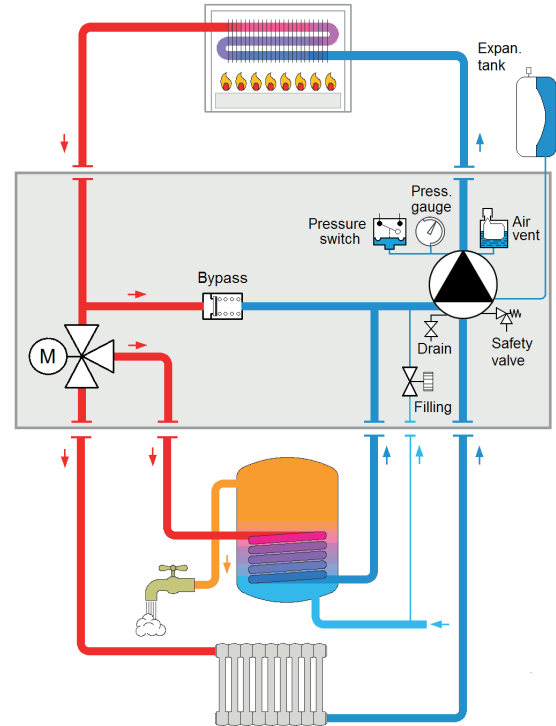 Expan.
tank
Press.
gauge
Pressure
switch
Air
vent
Bypass
M
Drain
Safety
valve
Filling